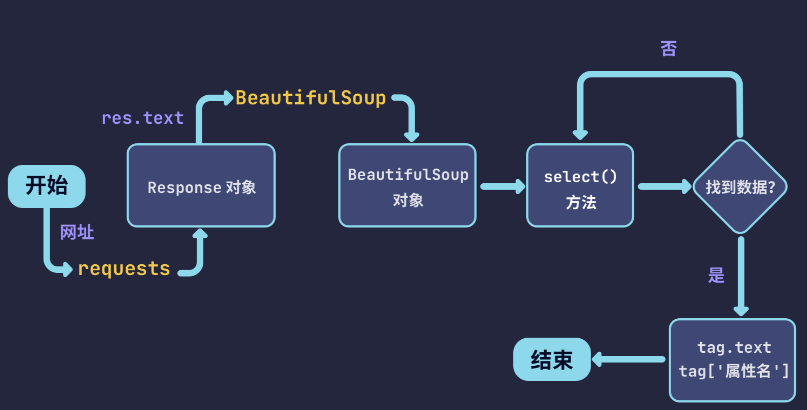 开始
网址
requests
Response 对象
res.text
BeautifulSoup
BeautifulSoup
对象
select()
方法
找到数据?
否
是
tag.text
tag['属性名']
结束